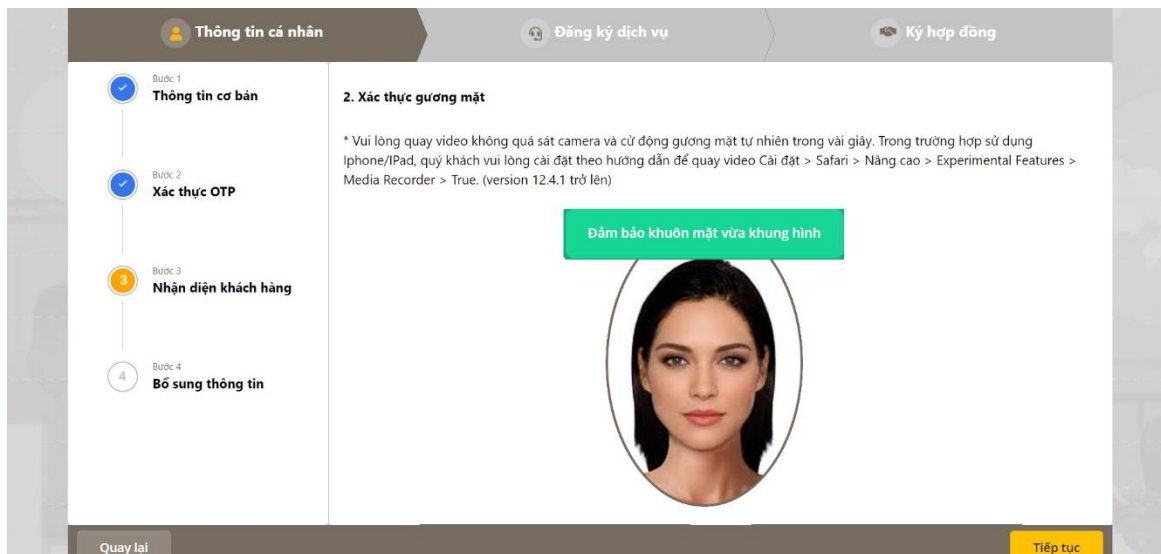 Thông tin cá nhân
Đăng ký dịch vụ
Ký hợp đồng
Bước 1
Thông tin cơ bản
Bước 2
Xác thực OTP
3
Bước 3
Nhận diện khách hàng
4
Bước 4
Bổ sung thông tin
2. Xác thực gương mặt
* Vui lòng quay video không quá sát camera và cử động gương mặt tự nhiên trong vài giây. Trong trường hợp sử dụng
Iphone/IPad, quý khách vui lòng cài đặt theo hướng dẫn để quay video Cài đặt > Safari > Nâng cao > Experimental Features >
Media Recorder > True. (version 12.4.1 trở lên)
Đảm bảo khuôn mặt vừa khung hình
Quay lại
Tiếp tục